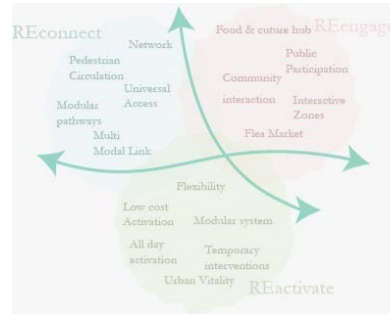 REconnect
Network
Pedestrian
Circulation
Universal
Access
Modular
pathways
Multi
Modal Link
Food & cuture hub
REengage
Public
Participation
Community
interaction
Interactive
Zones
Flea Market
Flexibility
Low cost
Activation
Modular system
All day
activation
Temporary
interventions
Urban Vitality
REactivate